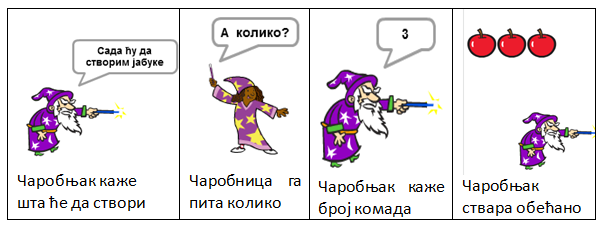 Сада ћу да
створим јабуке
Чаробњак каже
шта ће да створи
А колико?
Чаробница га
пита колико
3
Чаробњак каже
број комада
Чаробњак
ствара обећано